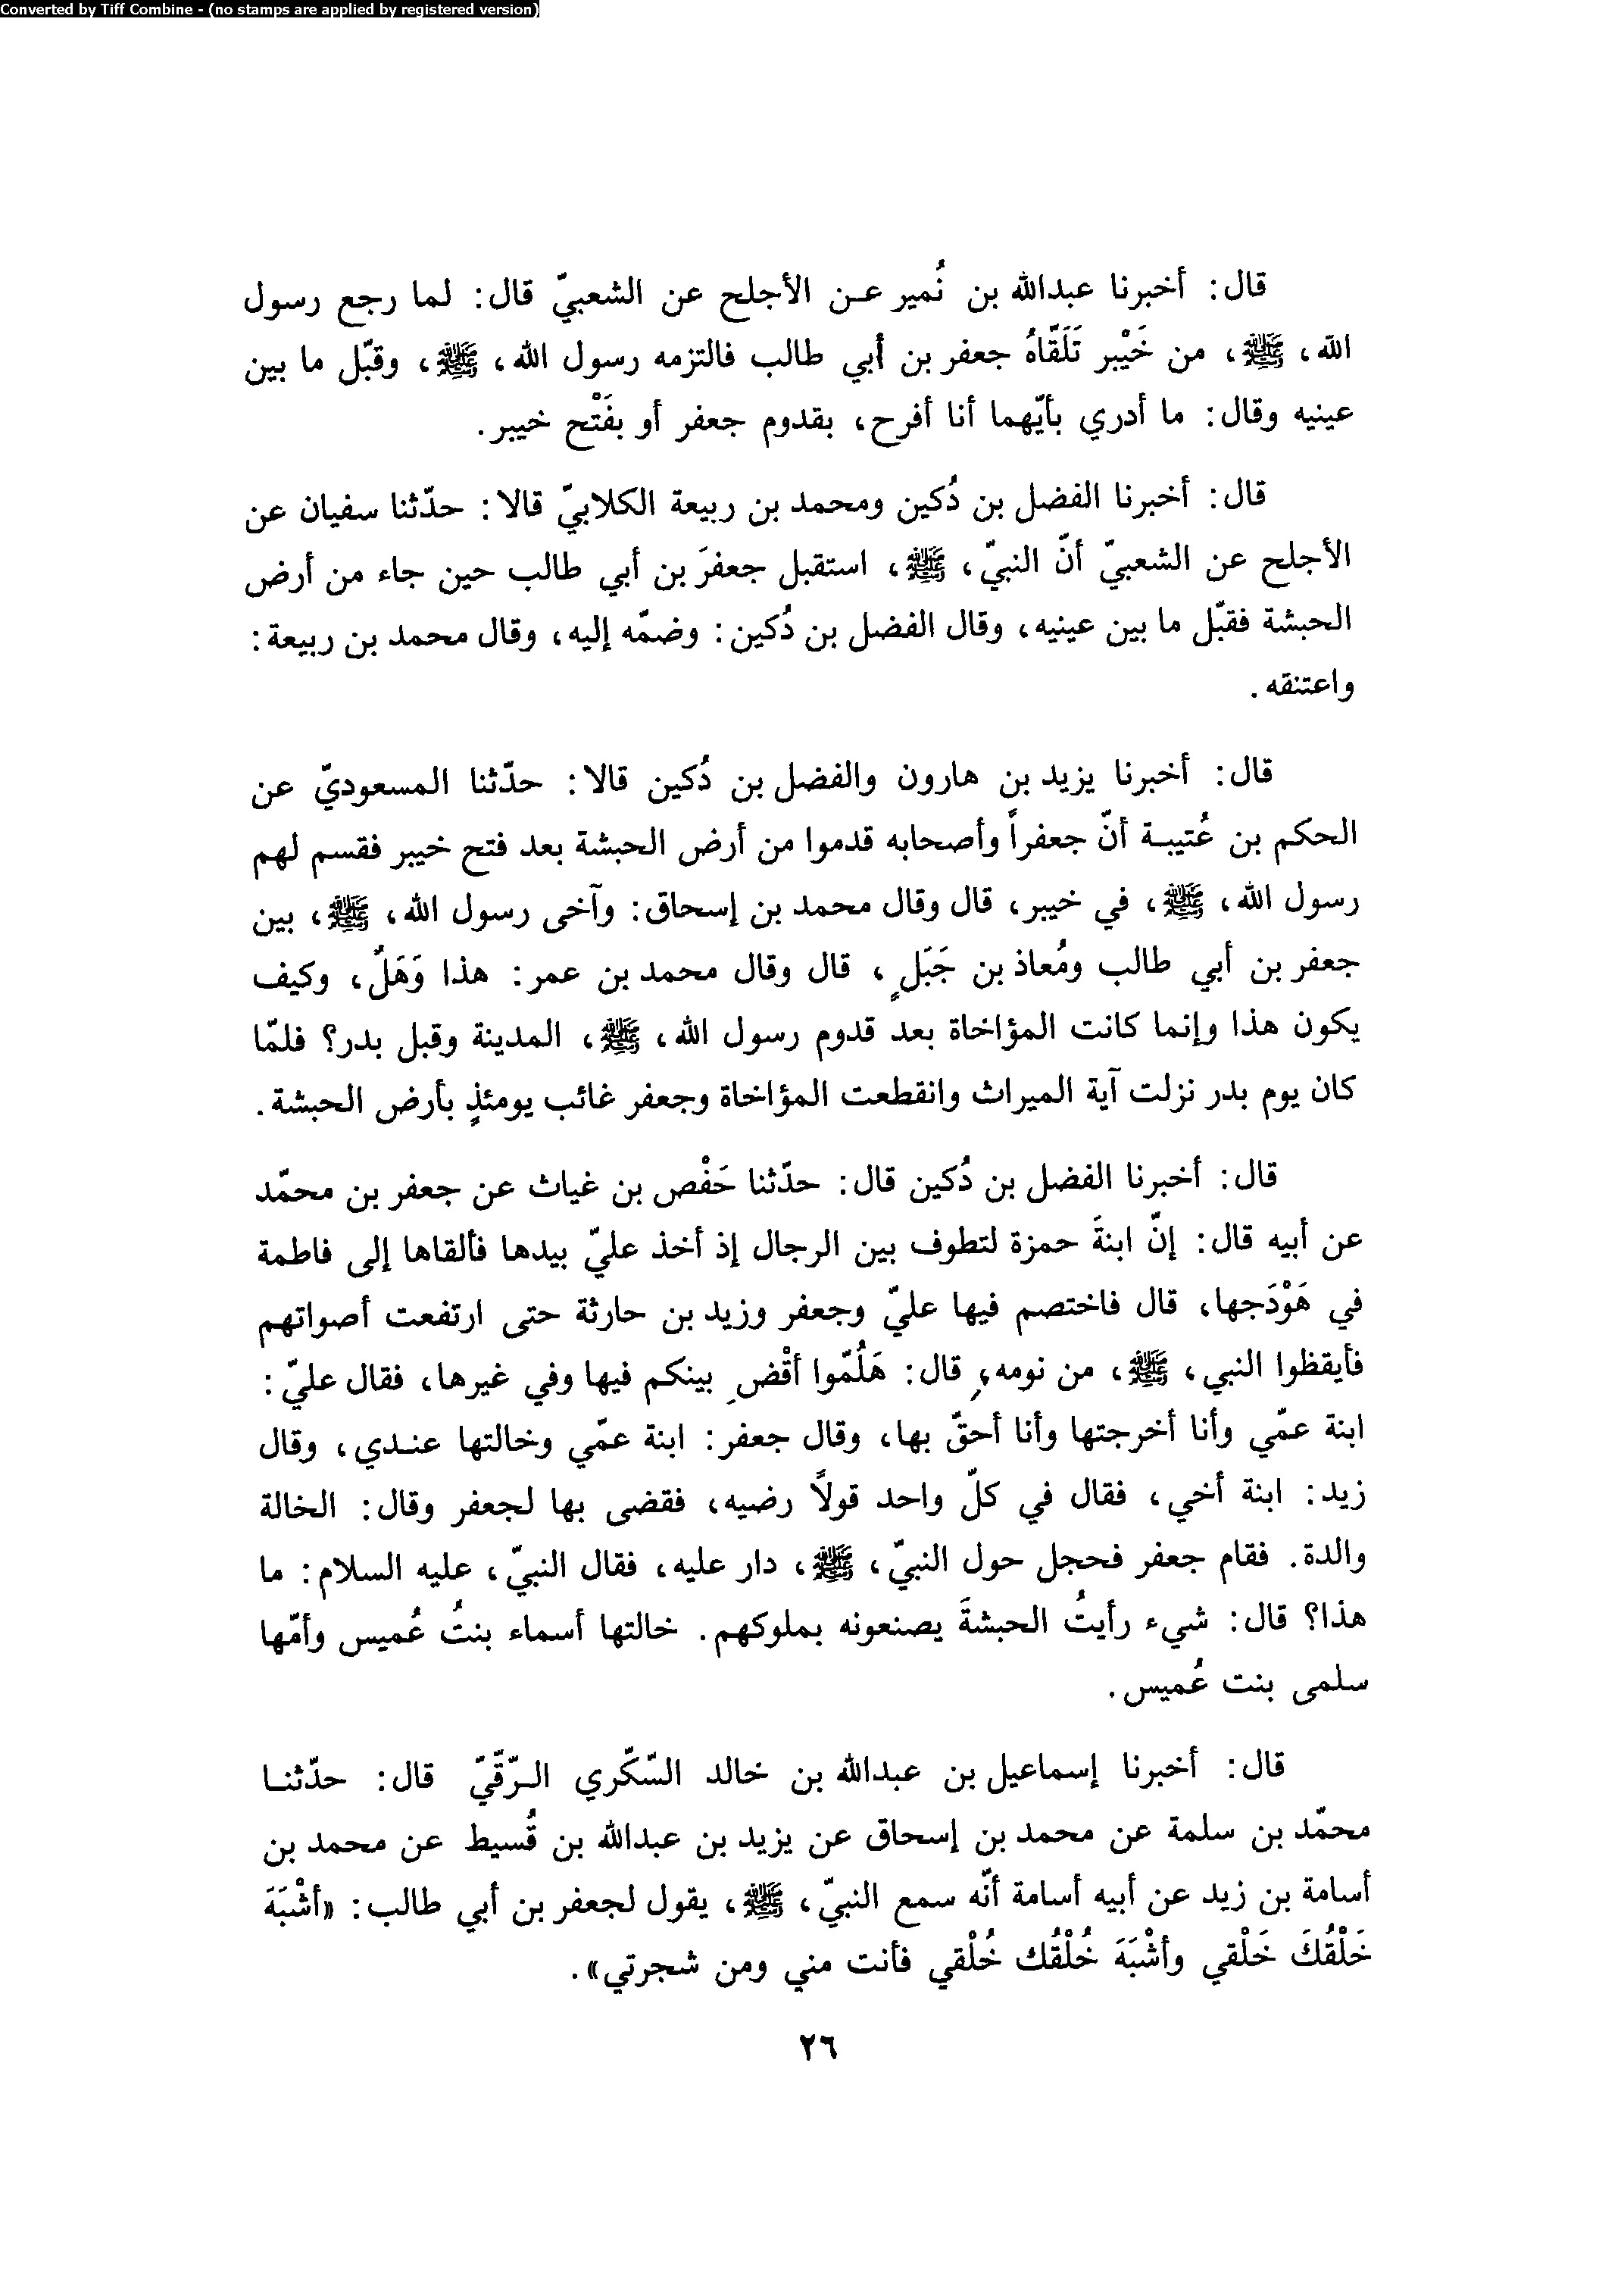 Converted by Tiff Combine - (no stamps are applied by registered version)
قال: أخبرنا عبدالله بن نُمير عن الأجلح عن الشعبيّ قال: لما رجع رسول
الله، ﷺ، من خَيْبر تَلَقّاهُ جعفر بن أبي طالب فالتزمه رسول الله، ﷺ، وقبّل ما بين
عينيه وقال: ما أدري بأيّهما أنا أفرح، بقدوم جعفر أو بفَتْح خيبر.
قال: أخبرنا الفضل بن دُكين ومحمد بن ربيعة الكلابيّ قالا: حدّثنا سفيان عن
الأجلح عن الشعبيّ أنّ النبيّ، ﷺ، استقبل جعفرَ بن أبي طالب حين جاء من أرض
الحبشة فقبّل ما بين عينيه، وقال الفضل بن دُكين: وضمّه إليه، وقال محمد بن ربيعة:
واعتنقه.
قال: أخبرنا يزيد بن هارون والفضل بن دُكين قالا: حدّثنا المسعوديّ عن
الحكم بن عُتيبة أنّ جعفراً وأصحابه قدموا من أرض الحبشة بعد فتح خيبر فقسم لهم
رسول الله، ﷺ، في خيبر، قال وقال محمد بن إسحاق: وآخى رسول الله، ﷺ، بين
جعفر بن أبي طالب ومُعاذ بن جَبَلٍ، قال وقال محمد بن عمر: هذا وَهَلٌ، وكيف
يكون هذا وإنما كانت المؤاخاة بعد قدوم رسول الله، ﷺ، المدينة وقبل بدر؟ فلمّا
كان يوم بدر نزلت آية الميراث وانقطعت المؤاخاة وجعفر غائب يومئذٍ بأرض الحبشة.
قال: أخبرنا الفضل بن دُكين قال: حدّثنا حَفْص بن غياث عن جعفر بن محمّد
عن أبيه قال: إنّ ابنةَ حمزة لتطوف بين الرجال إذ أخذ عليّ بيدها فألقاها إلى فاطمة
في هَوْدَجها، قال فاختصم فيها عليّ وجعفر وزيد بن حارثة حتى ارتفعت أصواتهم
فأيقظوا النبي، ﷺ، من نومه، قال: هَلُمّوا أقْضِ بينكم فيها وفي غيرها، فقال عليّ:
ابنة عمّي وأنا أخرجتها وأنا أحقّ بها، وقال جعفر: ابنة عمّي وخالتها عندي، وقال
زيد: ابنة أخي، فقال في كلّ واحد قولاً رضيه، فقضى بها لجعفر وقال: الخالة
والدة. فقام جعفر فحجل حول النبيّ، ﷺ، دار عليه، فقال النبيّ، عليه السلام: ما
هذا؟ قال: شيء رأيتُ الحبشةَ يصنعونه بملوكهم. خالتها أسماء بنتُ عُميس وأمّها
سلمى بنت عُميس.
قال: أخبرنا إسماعيل بن عبدالله بن خالد السّكّري الرّقّيّ قال: حدّثنا
محمّد بن سلمة عن محمد بن إسحاق عن يزيد بن عبدالله بن قُسيط عن محمد بن
أسامة بن زيد عن أبيه أسامة أنّه سمع النبيّ، ﷺ، يقول لجعفر بن أبي طالب: «أشْبَهَ
خَلْقُكَ خَلْقي وأشْبَهَ خُلْقُك خُلْقي فأنت مني ومن شجرتي».
٢٦